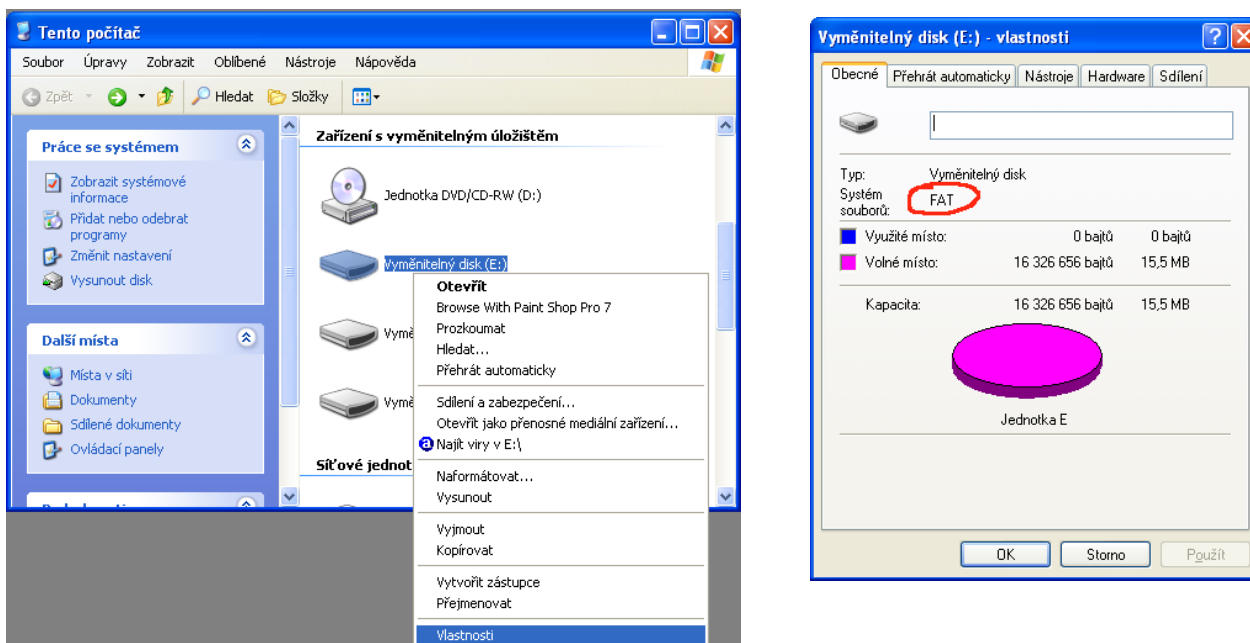 Tento počítač
Soubor Úpravy Zobrazit Oblíbené Nástroje Nápověda
Zpět Hledat Složky
Práce se systémem
Zobrazit systémové
informace
Přidat nebo odebrat
programy
Změnit nastavení
Vysunout disk
Další místa
Místa v síti
Dokumenty
Sdílené dokumenty
Ovládací panely
Zařízení s vyměnitelným úložištěm
Jednotka DVD/CD-RW (D:)
Vyměnitelný disk (E:)
Vymě
Vymě
Síťové jednot
Otevřít
Browse With Paint Shop Pro 7
Prozkoumat
Hledat...
Přehrát automaticky
Sdílení a zabezpečení...
Otevřít jako přenosné mediální zařízení...
a Najít viry v E:\
Naformátovat...
Vysunout
Vyjmout
Kopírovat
Vytvořit zástupce
Přejmenovat
Vlastnosti
Vyměnitelný disk (E:) - vlastnosti
Obecné Přehrát automaticky Nástroje Hardware Sdílení
Typ: Vyměnitelný disk
Systém
souborů: FAT
Využité místo: 0 bajtů 0 bajtů
Volné místo: 16 326 656 bajtů 15,5 MB
Kapacita: 16 326 656 bajtů 15,5 MB
Jednotka E
OK Storno Použít